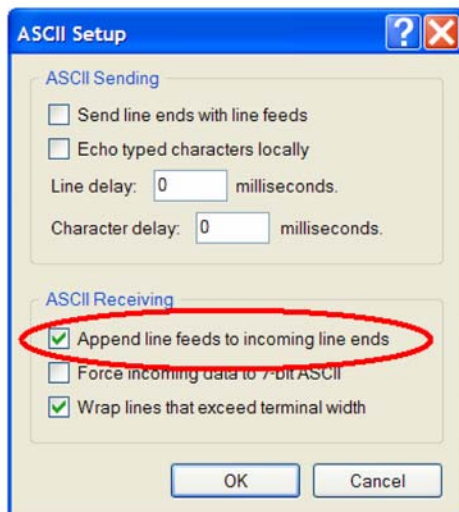 ASCII Setup
ASCII Sending
Send line ends with line feeds
Echo typed characters locally
Line delay: 0 milliseconds.
Character delay: 0 milliseconds.
ASCII Receiving
Append line feeds to incoming line ends
Force incoming data to 7-bit ASCII
Wrap lines that exceed terminal width
OK Cancel